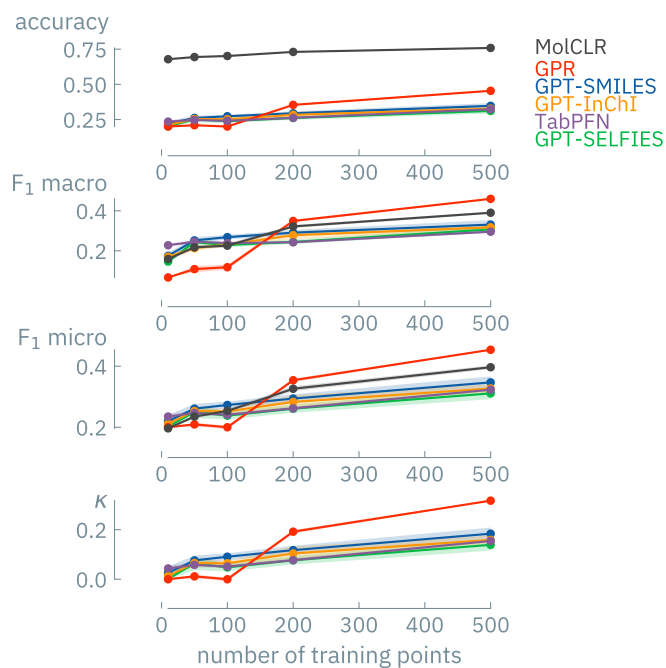 accuracy
0.75
0.50
0.25
0 100 200 300 400 500
MolCLR
GPR
GPT-SMILES
GPT-InChI
TabPFN
GPT-SELFIES
F₁ macro
0.4
0.2
0 100 200 300 400 500
F₁ micro
0.4
0.2
0 100 200 300 400 500
κ
0.2
0.0
0 100 200 300 400 500
number of training points